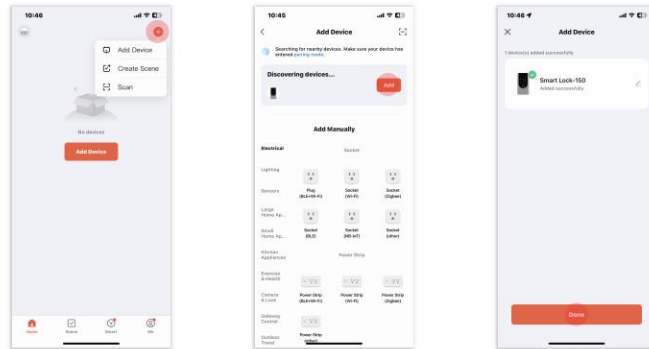 10:46
Add Device
Create Scene
Scan
No devices
Add Device
Home
Scene
Smart
Me
10:45
Add Device
Searching for nearby devices. Make sure your device has
entered pairing mode.
Discovering devices...
Add
Add Manually
Electrical
Socket
Lighting
Sensors
Plug
(BLE+Wi-Fi)
Socket
(Wi-Fi)
Socket
(Zigbee)
Large
Home Ap...
Small
Home Ap...
Socket
(BLE)
Socket
(NB-IoT)
Socket
(other)
Kitchen
Appliances
Power Strip
Exercise
& Health
Camera
& Lock
Power Strip
(BLE+Wi-Fi)
Power Strip
(Wi-Fi)
Power Strip
(Zigbee)
Gateway
Control
Outdoor
Travel
Power Strip
(other)
10:46
Add Device
1 device(s) added successfully
Smart Lock-150
Added successfully
Done